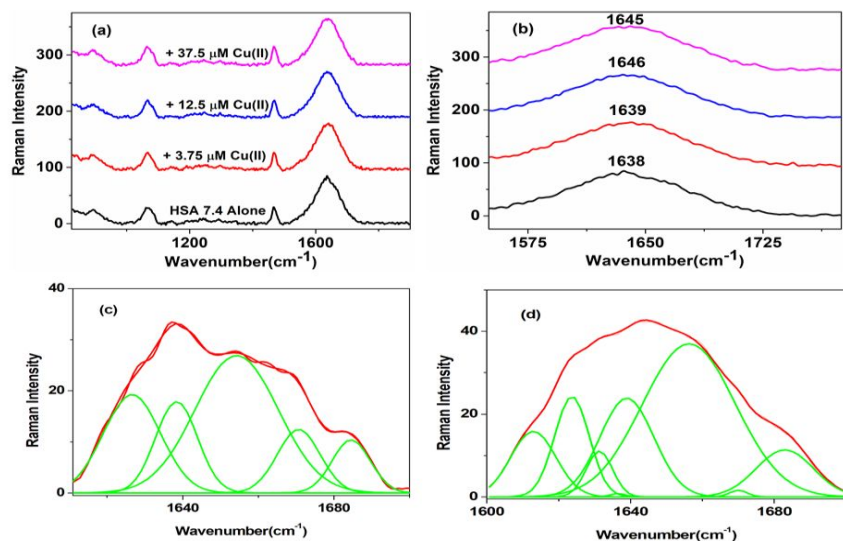 (a)
+ 37.5 μM Cu(II)
+ 12.5 μM Cu(II)
+ 3.75 μM Cu(II)
HSA 7.4 Alone
300
200
100
0
1200
1600
Raman Intensity
Wavenumber(cm-1)
(b)
1645
1646
1639
1638
300
200
100
0
1575
1650
1725
Raman Intensity
Wavenumber(cm-1)
(c)
40
20
0
1640
1680
Raman Intensity
Wavenumber(cm-1)
(d)
40
20
0
1600
1640
1680
Raman Intensity
Wavenumber(cm-1)